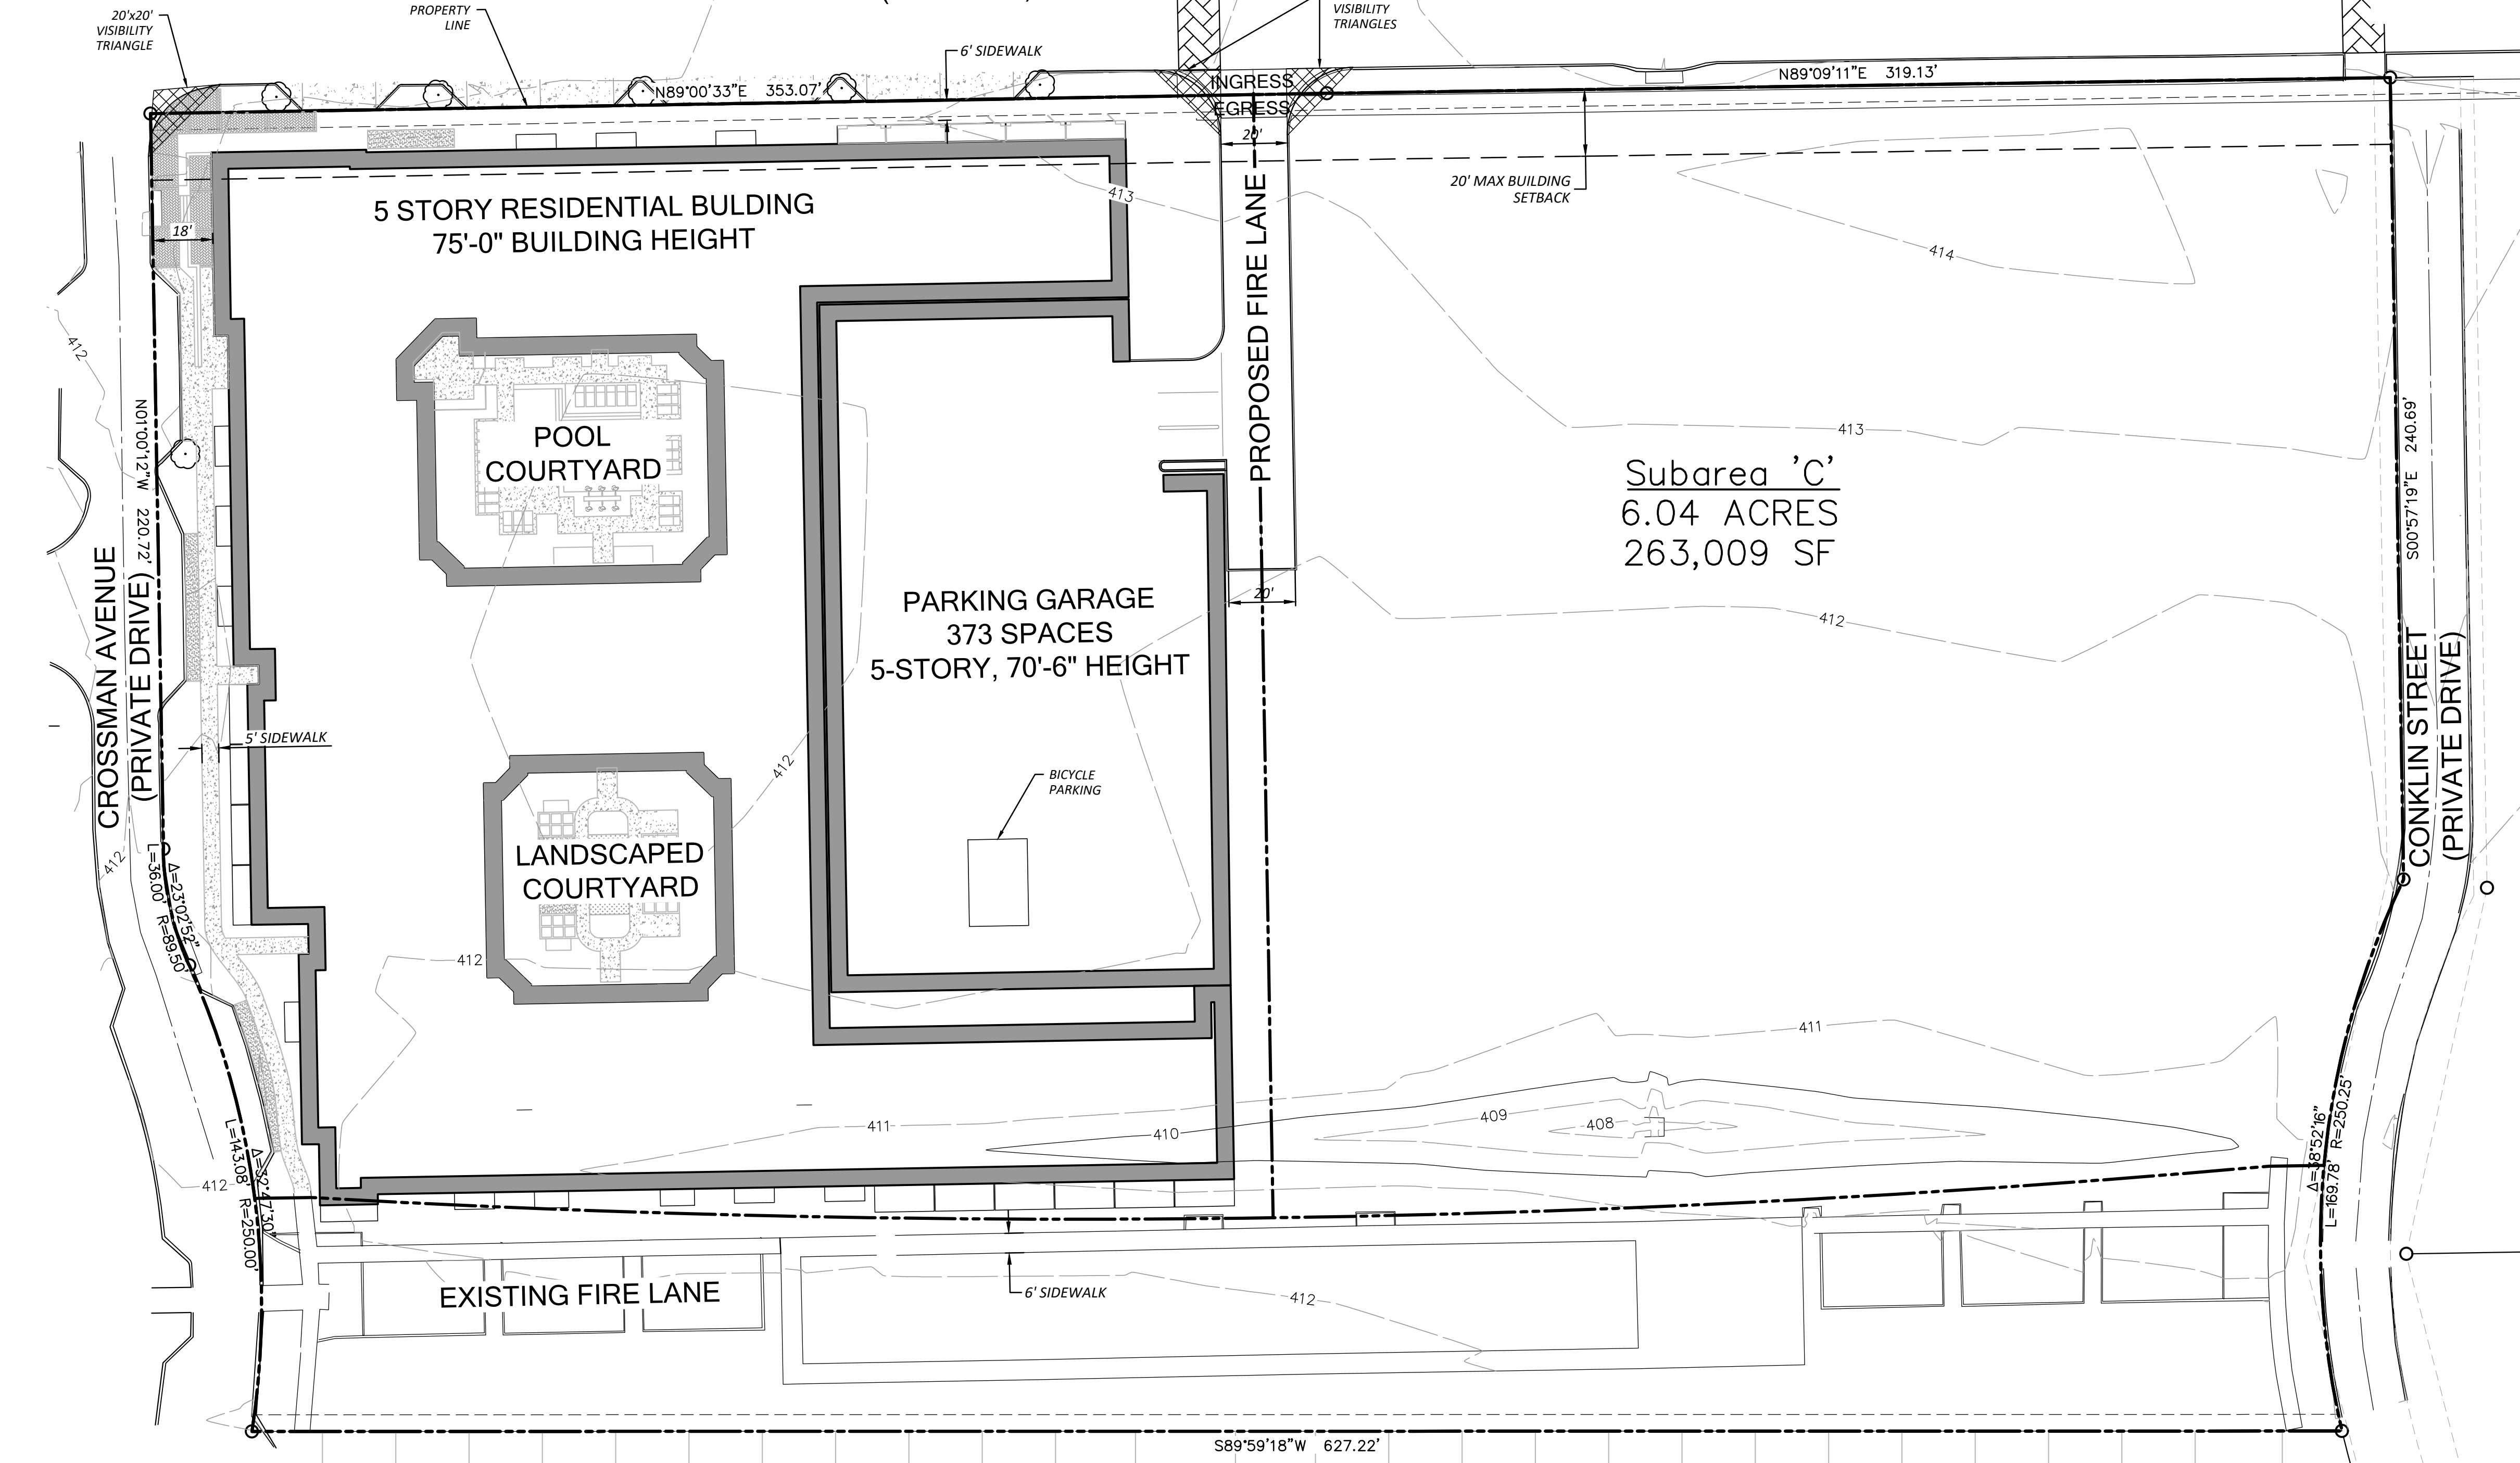 20'x20'
VISIBILITY
TRIANGLE
PROPERTY
LINE
6' SIDEWALK
VISIBILITY
TRIANGLES
N89°00'33"E 353.07'
INGRESS
EGRESS
N89°09'11"E 319.13'
20'
20' MAX BUILDING
SETBACK
18'
5 STORY RESIDENTIAL BULDING
75'-0" BUILDING HEIGHT
413
414
PROPOSED FIRE LANE
412
POOL
COURTYARD
413
Subarea 'C'
6.04 ACRES
263,009 SF
N01°00'12"W 220.72'
S00°57'19"E 240.69'
CROSSMAN AVENUE
(PRIVATE DRIVE)
PARKING GARAGE
373 SPACES
5-STORY, 70'-6" HEIGHT
20'
412
CONKLIN STREET
(PRIVATE DRIVE)
5' SIDEWALK
412
BICYCLE
PARKING
412
LANDSCAPED
COURTYARD
Δ=23°02'52"
L=36.00' R=89.50'
412
411
411
410
409
408
412
Δ=32°47'30"
L=143.08' R=250.00'
Δ=38°52'16"
L=169.78' R=250.25'
EXISTING FIRE LANE
6' SIDEWALK
412
S89°59'18"W 627.22'